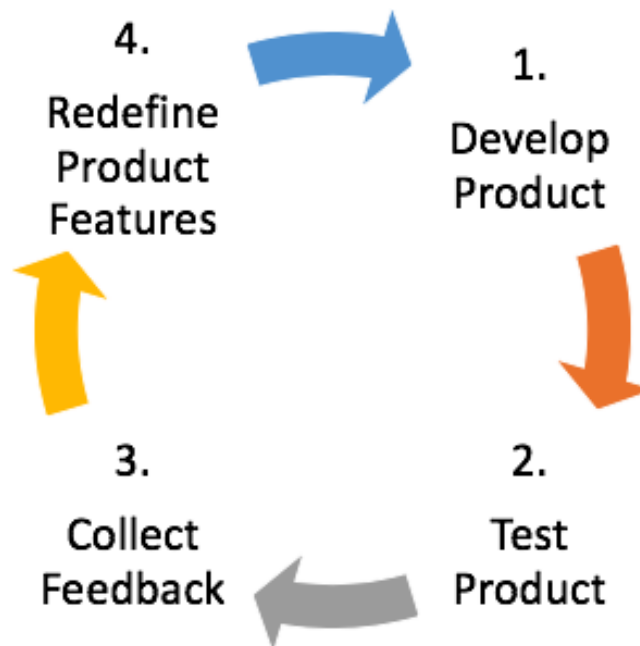 1.
Develop
Product
2.
Test
Product
3.
Collect
Feedback
4.
Redefine
Product
Features